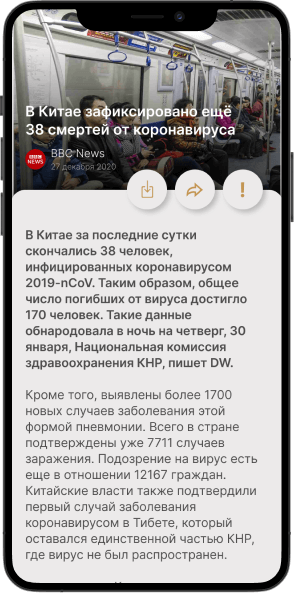 В Китае зафиксировано ещё
38 смертей от коронавируса
BBC
NEWS
BBC News
27 декабря 2020
В Китае за последние сутки
скончались 38 человек,
инфицированных коронавирусом
2019-nCoV. Таким образом, общее
число погибших от вируса достигло
170 человек. Такие данные
обнародовала в ночь на четверг, 30
января, Национальная комиссия
здравоохранения КНР, пишет DW.
Кроме того, выявлены более 1700
новых случаев заболевания этой
формой пневмонии. Всего в стране
подтверждены уже 7711 случаев
заражения. Подозрение на вирус есть
еще в отношении 12167 граждан.
Китайские власти также подтвердили
первый случай заболевания
коронавирусом в Тибете, который
оставался единственной частью КНР,
где вирус не был распространен.